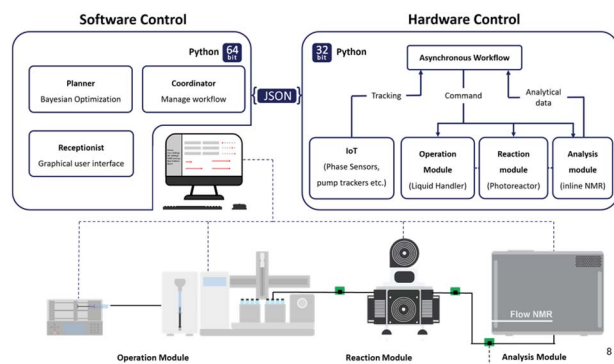 Software Control
Hardware Control
Python 64 bit
32 bit Python
Planner
Bayesian Optimization
Coordinator
Manage workflow
Receptionist
Graphical user interface
{JSON}
Asynchronous Workflow
Tracking
Command
Analytical
data
IoT
(Phase Sensors,
pump trackers etc.)
Operation
Module
(Liquid Handler)
Reaction
module
(Photoreactor)
Analysis
module
(inline NMR)
Flow NMR
Operation Module
Reaction Module
Analysis Module
8